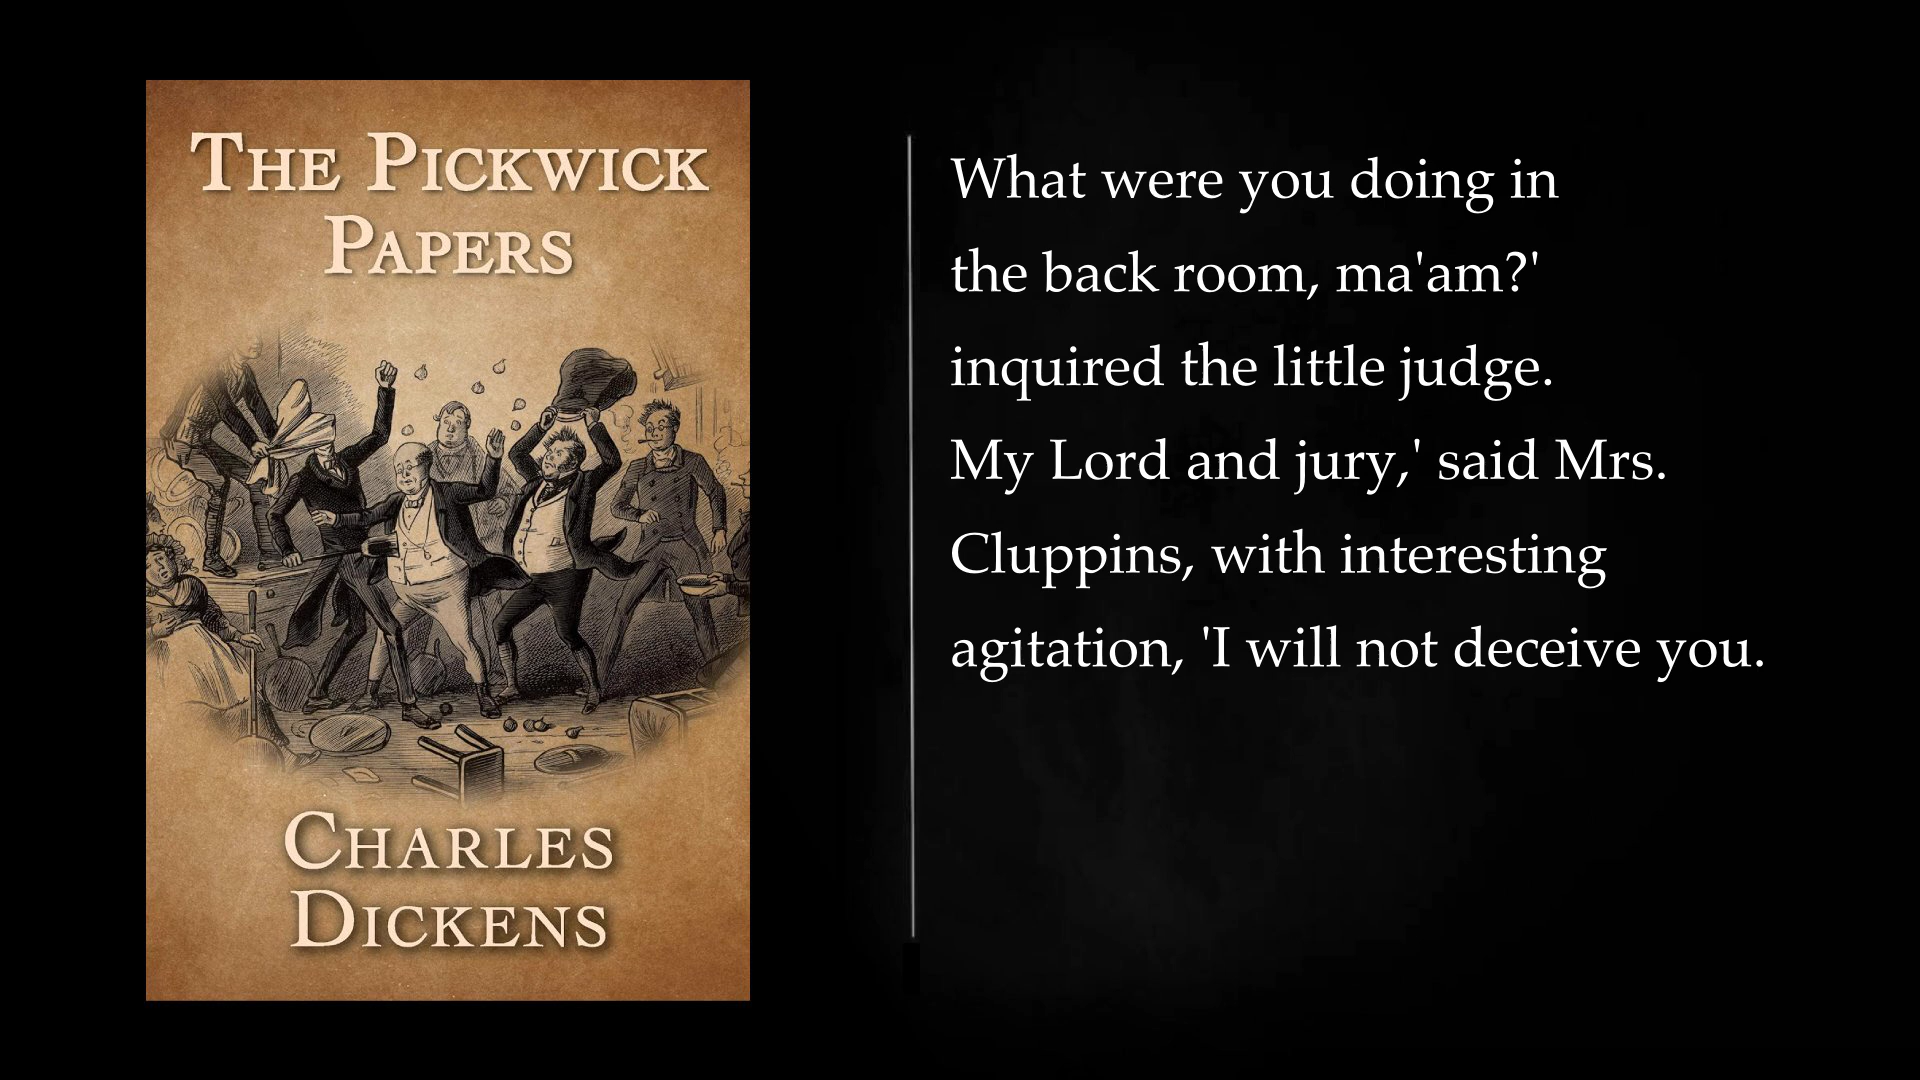 The Pickwick
Papers
Charles
Dickens
What were you doing in
the back room, ma'am?'
inquired the little judge.
My Lord and jury,' said Mrs.
Cluppins, with interesting
agitation, 'I will not deceive you.